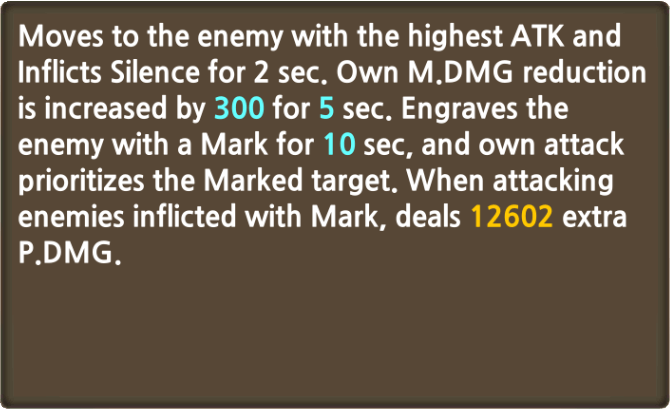 Moves to the enemy with the highest ATK and
Inflicts Silence for 2 sec. Own M.DMG reduction
is increased by 300 for 5 sec. Engraves the
enemy with a Mark for 10 sec, and own attack
prioritizes the Marked target. When attacking
enemies inflicted with Mark, deals 12602 extra
P.DMG.